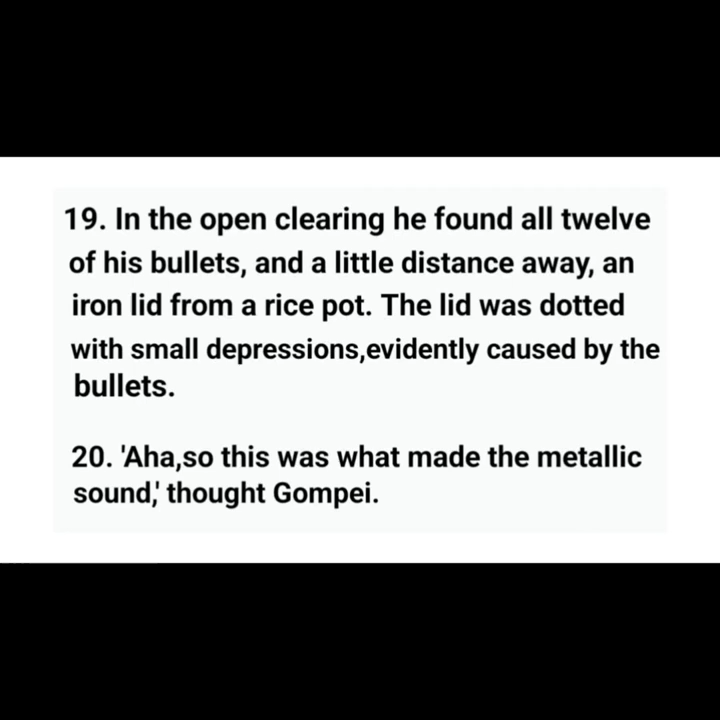 19. In the open clearing he found all twelve
of his bullets, and a little distance away, an
iron lid from a rice pot. The lid was dotted
with small depressions,evidently caused by the
bullets.
20. 'Aha,so this was what made the metallic
sound,' thought Gompei.